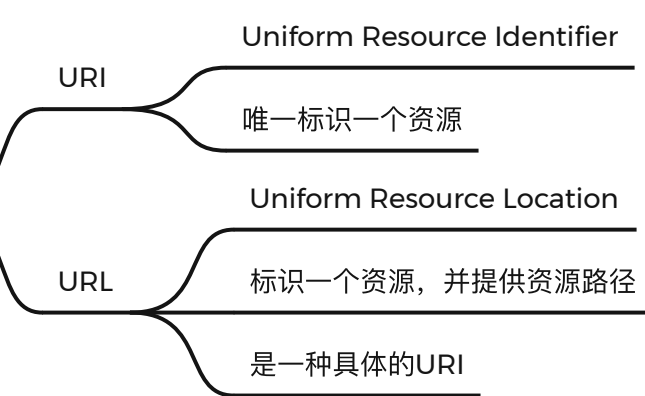 URI
Uniform Resource Identifier
唯一标识一个资源
URL
Uniform Resource Location
标识一个资源，并提供资源路径
是一种具体的URI